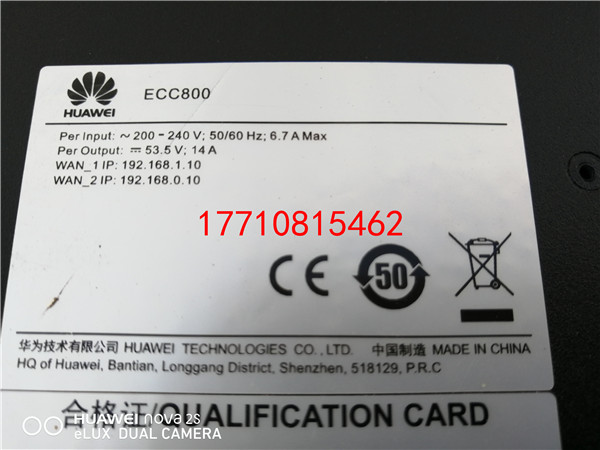 HUAWEI
ECC800
Per Input: ~200-240 V; 50/60 Hz; 6.7 A Max
Per Output: ⎓ 53.5 V; 14 A
WAN_1 IP: 192.168.1.10
WAN_2 IP: 192.168.0.10
17710815462
CE
50
华为技术有限公司 HUAWEI TECHNOLOGIES CO., LTD. 中国制造 MADE IN CHINA
HQ of Huawei, Bantian, Longgang District, Shenzhen, 518129, P.R.C
合格证/QUALIFICATION CARD
HUAWEI nova 2S
eLUX DUAL CAMERA